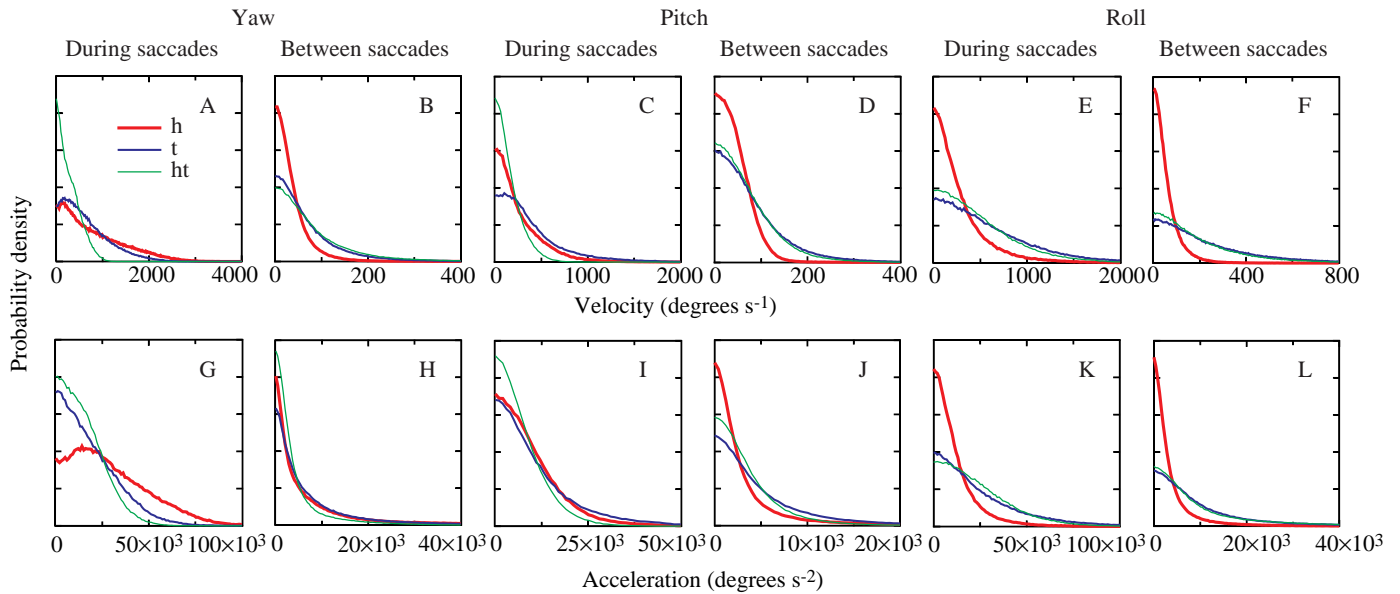 Yaw Pitch Roll
During saccades Between saccades During saccades Between saccades During saccades Between saccades
A B C D E F
h
t
ht
0 2000 4000 0 200 400 0 1000 2000 0 100 400 0 1000 2000 0 400 800
Velocity (degrees s-1)
Probability density
G H I J K L
0 50×10³ 100×10³ 0 20×10³ 40×10³ 0 25×10³ 50×10³ 0 10×10³ 20×10³ 0 50×10³ 100×10³ 0 20×10³ 40×10³
Acceleration (degrees s-2)